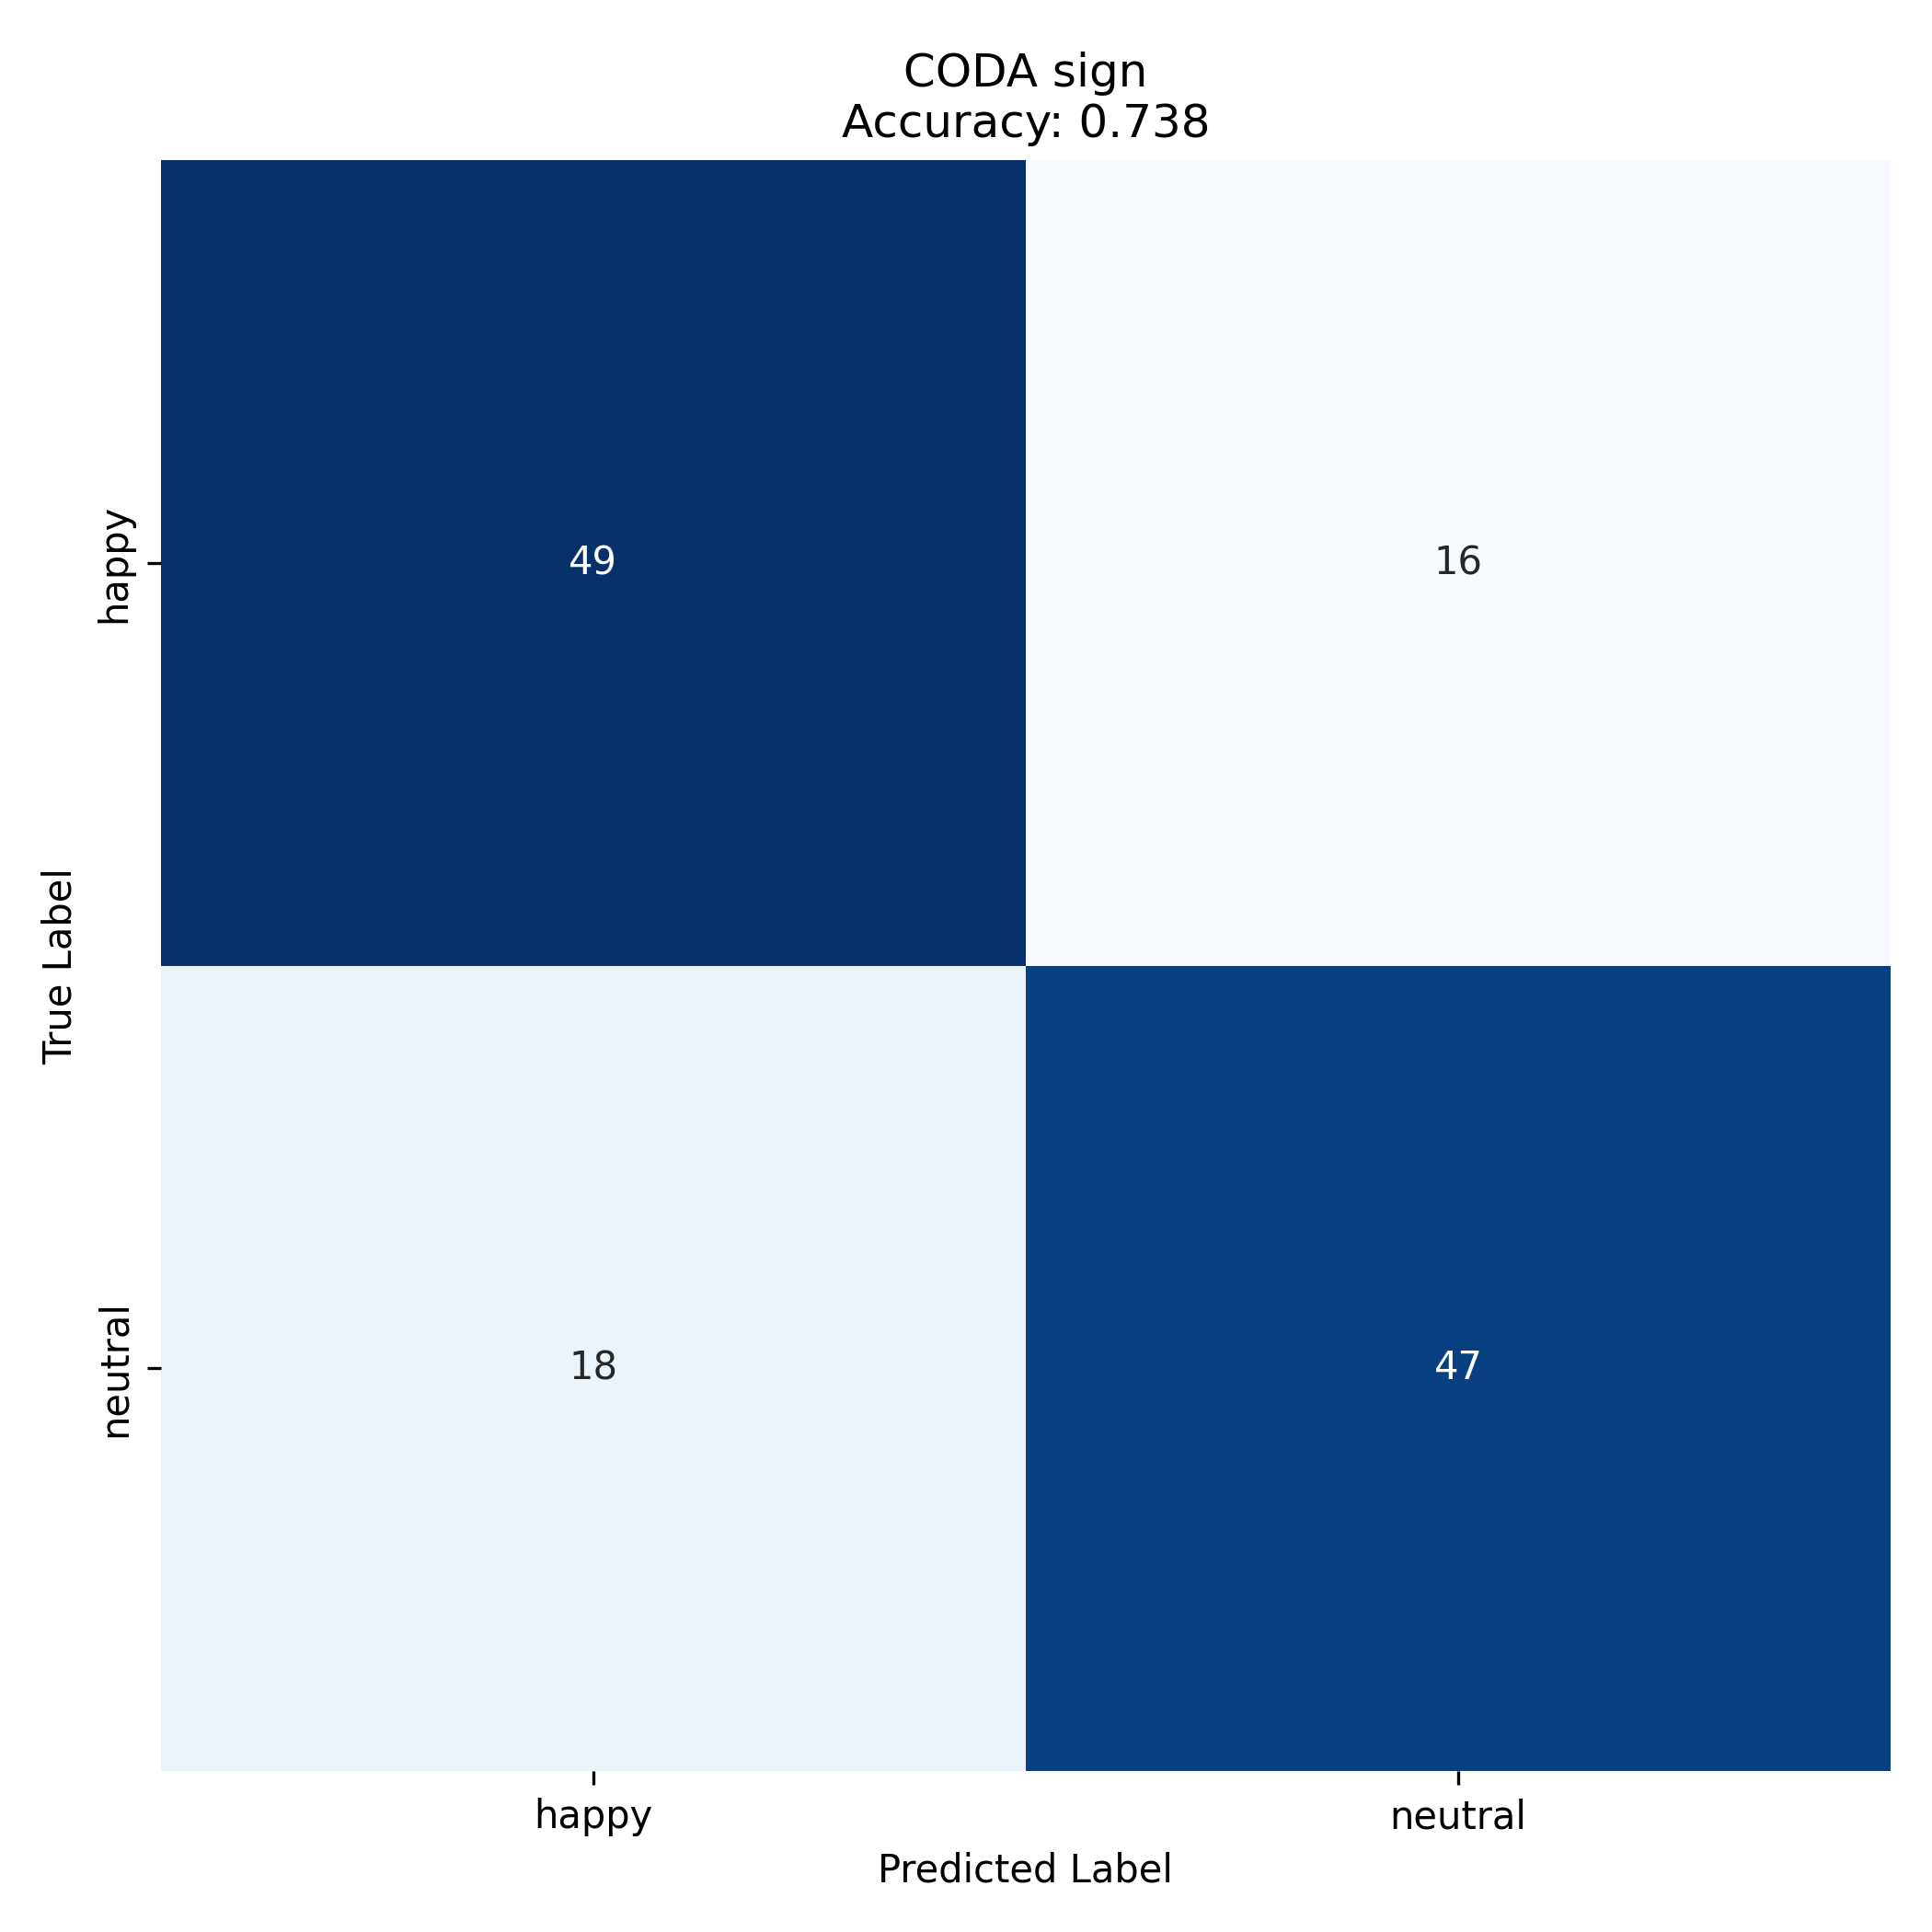 CODA sign
Accuracy: 0.738
True Label
happy
49
16
neutral
18
47
happy
neutral
Predicted Label